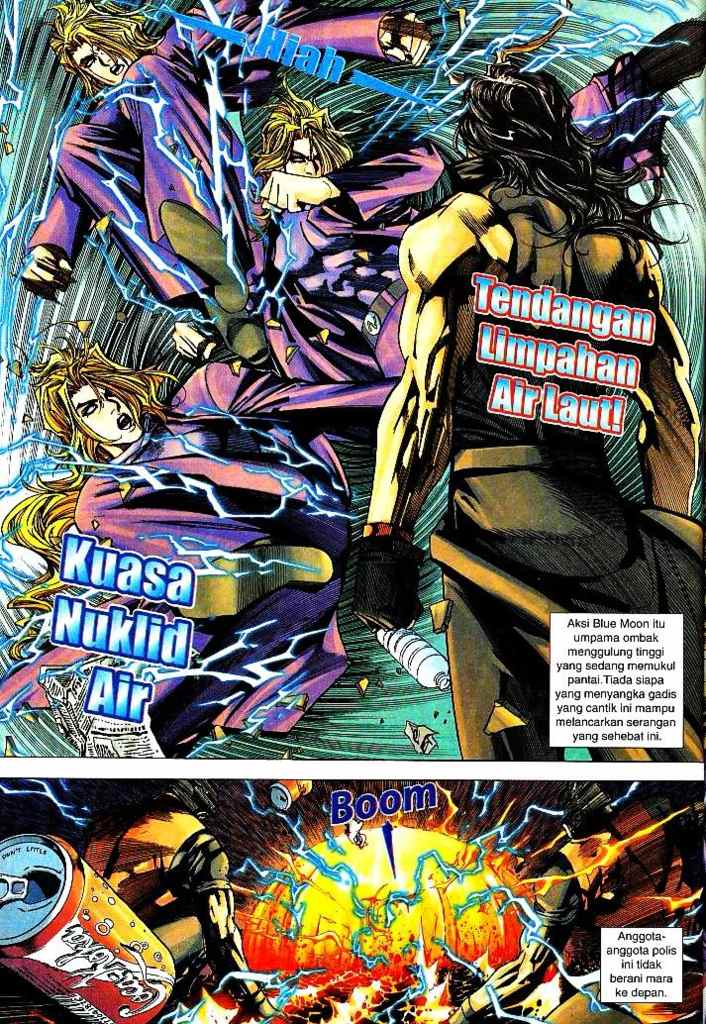 Hiah
Tendangan
Limpahan
Air Laut!
Kuasa
Nuklid
Air
Aksi Blue Moon itu
umpama ombak
menggulung tinggi
yang sedang memukul
pantai.Tiada siapa
yang menyangka gadis
yang cantik ini mampu
melancarkan serangan
yang sehebat ini.
Boom
DON'T LITTLE
Anggota-
anggota polis
ini tidak
berani mara
ke depan.